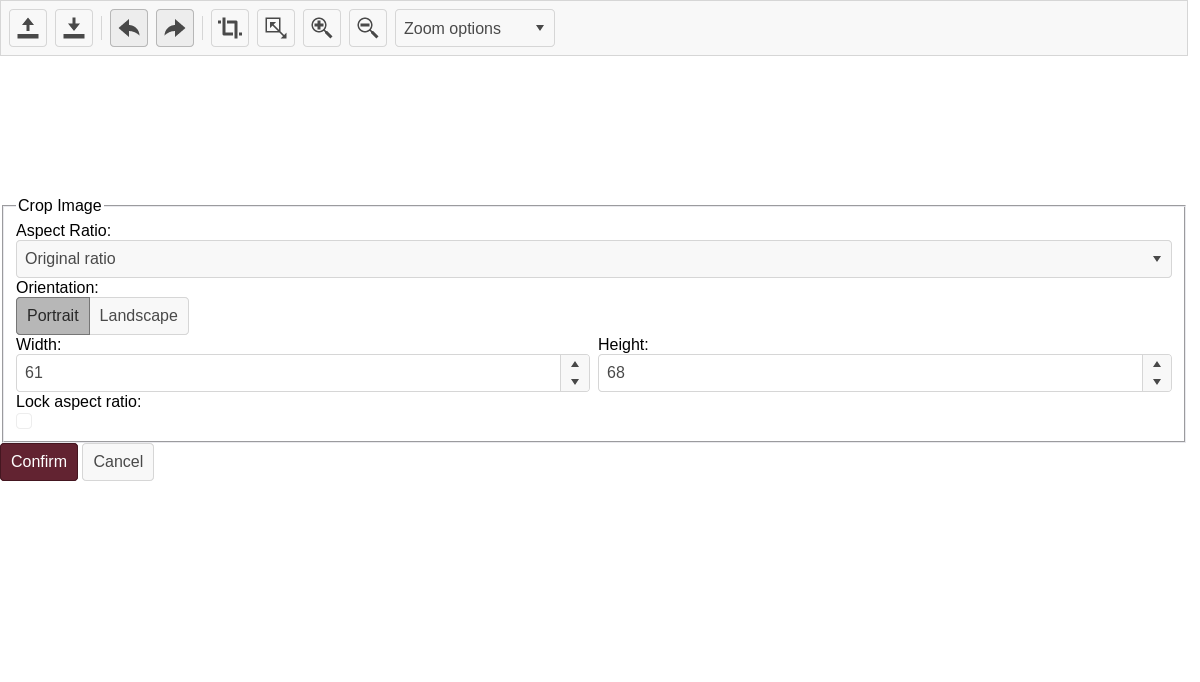 Zoom options
Crop Image
Aspect Ratio:
Original ratio
Orientation:
Portrait Landscape
Width: Height:
61 68
Lock aspect ratio:
Confirm Cancel